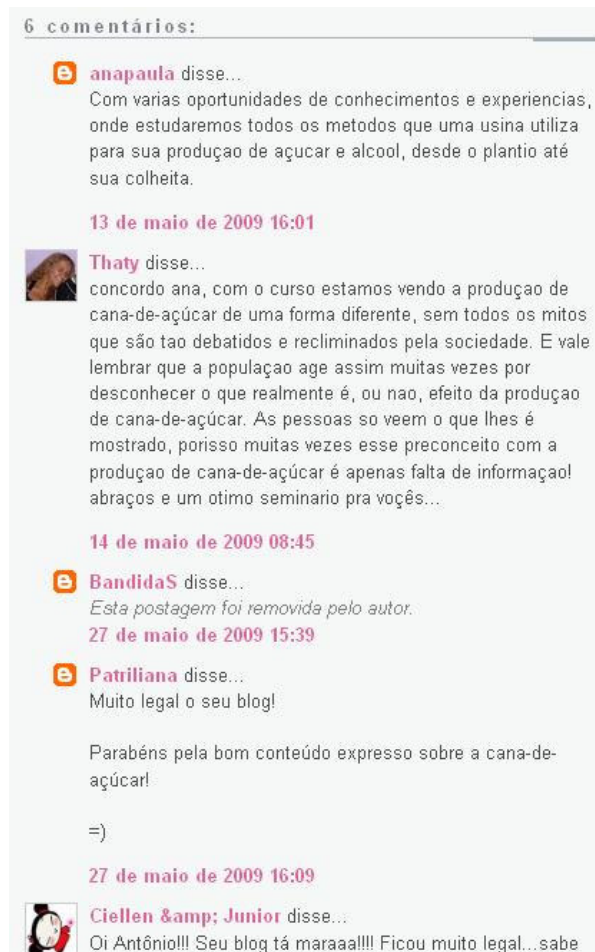 6 comentários:
anapaula disse...
Com varias oportunidades de conhecimentos e experiencias,
onde estudaremos todos os metodos que uma usina utiliza
para sua produçao de açucar e alcool, desde o plantio até
sua colheita.
13 de maio de 2009 16:01
Thaty disse...
concordo ana, com o curso estamos vendo a produçao de
cana-de-açúcar de uma forma diferente, sem todos os mitos
que são tao debatidos e recliminados pela sociedade. E vale
lembrar que a populaçao age assim muitas vezes por
desconhecer o que realmente é, ou nao, efeito da produçao
de cana-de-açúcar. As pessoas so veem o que lhes é
mostrado, porisso muitas vezes esse preconceito com a
produçao de cana-de-açúcar é apenas falta de informaçao!
abraços e um otimo seminario pra voçês...
14 de maio de 2009 08:45
BandidaS disse...
Esta postagem foi removida pelo autor.
27 de maio de 2009 15:39
Patriliana disse...
Muito legal o seu blog!
Parabéns pela bom conteúdo expresso sobre a cana-de-
açúcar!
=)
27 de maio de 2009 16:09
Ciellen &amp; Junior disse...
Oi Antônio!!! Seu blog tá maraaa!!!! Ficou muito legal...sabe